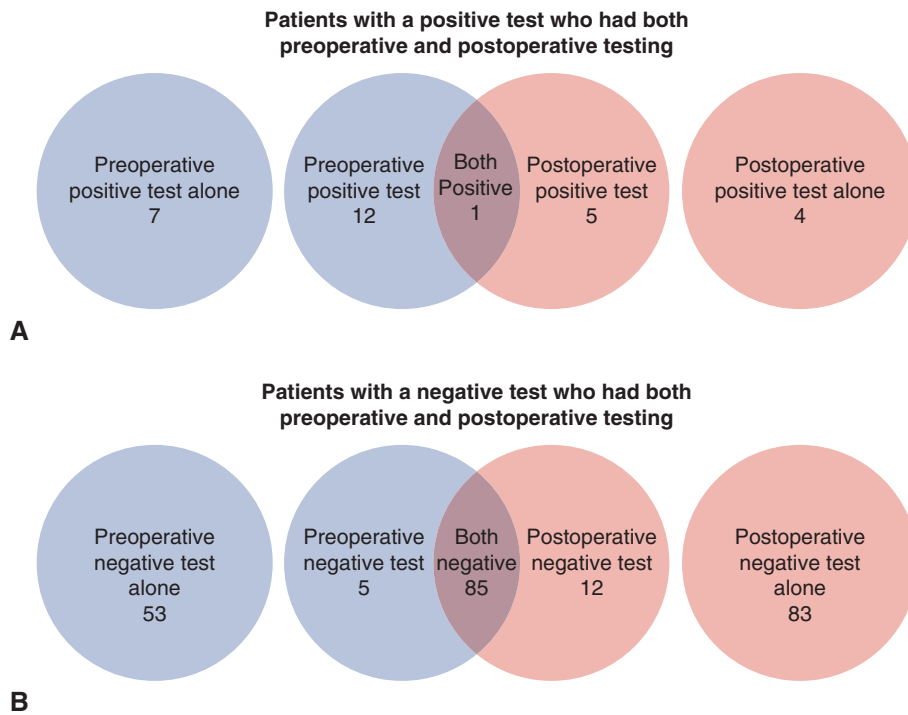 Patients with a positive test who had both
preoperative and postoperative testing
Preoperative
positive test alone
7
Preoperative
positive test
12
Both
Positive
1
Postoperative
positive test
5
Postoperative
positive test alone
4
A
Patients with a negative test who had both
preoperative and postoperative testing
Preoperative
negative test
alone
53
Preoperative
negative test
5
Both
negative
85
Postoperative
negative test
12
Postoperative
negative test
alone
83
B